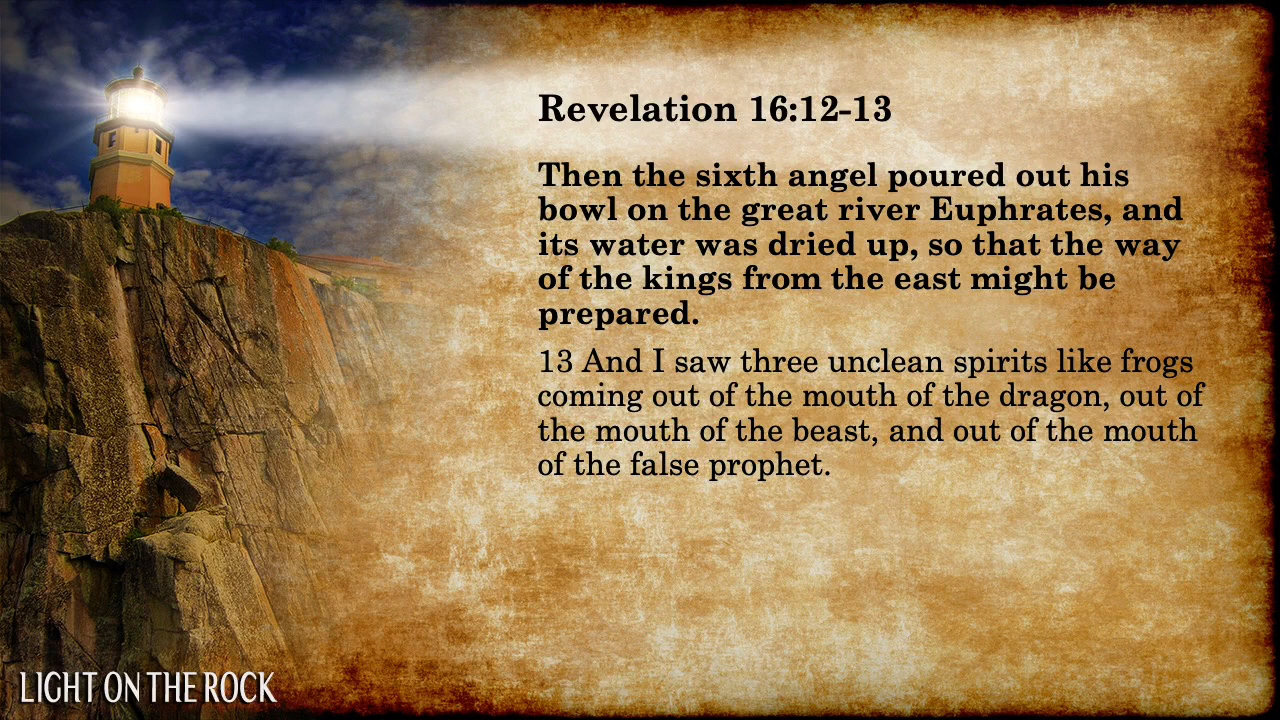 Revelation 16:12-13
Then the sixth angel poured out his
bowl on the great river Euphrates, and
its water was dried up, so that the way
of the kings from the east might be
prepared.
13 And I saw three unclean spirits like frogs
coming out of the mouth of the dragon, out of
the mouth of the beast, and out of the mouth
of the false prophet.
LIGHT ON THE ROCK